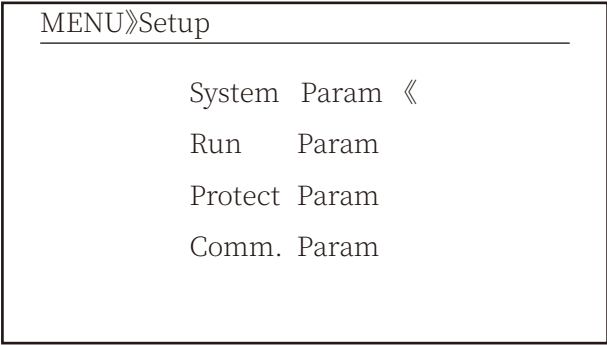 MENU》Setup
System Param 《
Run Param
Protect Param
Comm. Param